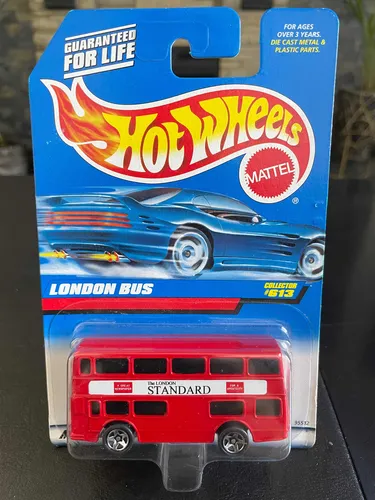 GUARANTEED
FOR LIFE
FOR AGES
OVER 3 YEARS.
DIE CAST METAL &
PLASTIC PARTS.
HOT WHEELS
MATTEL
®
LONDON BUS
COLLECTOR
#613
The LONDON
STANDARD